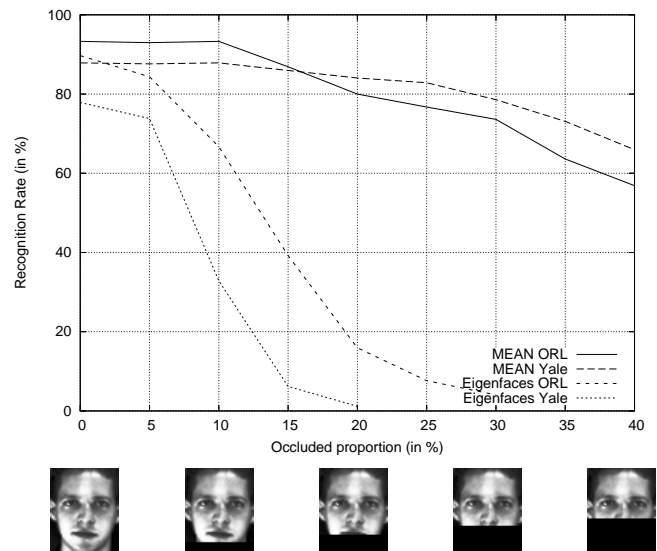 100
80
60
40
20
0
Recognition Rate (in %)
MEAN ORL
MEAN Yale
Eigenfaces ORL
Eigenfaces Yale
0 5 10 15 20 25 30 35 40
Occluded proportion (in %)